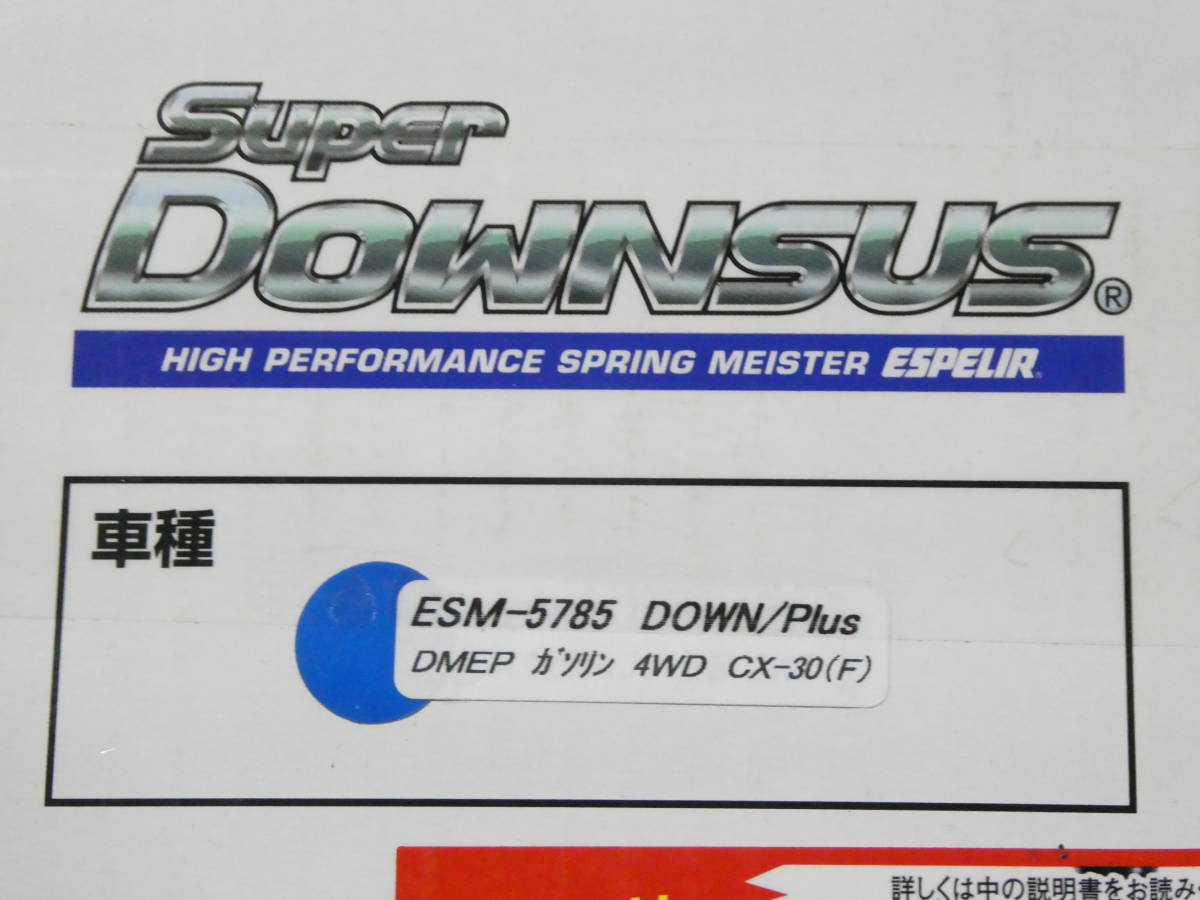 Super
DOWNSUS®
HIGH PERFORMANCE SPRING MEISTER ESPELIR®
車種
ESM-5785 DOWN/Plus
DMEP ｶﾞｿﾘﾝ 4WD CX-30(F)
詳しくは中の説明書をお読み